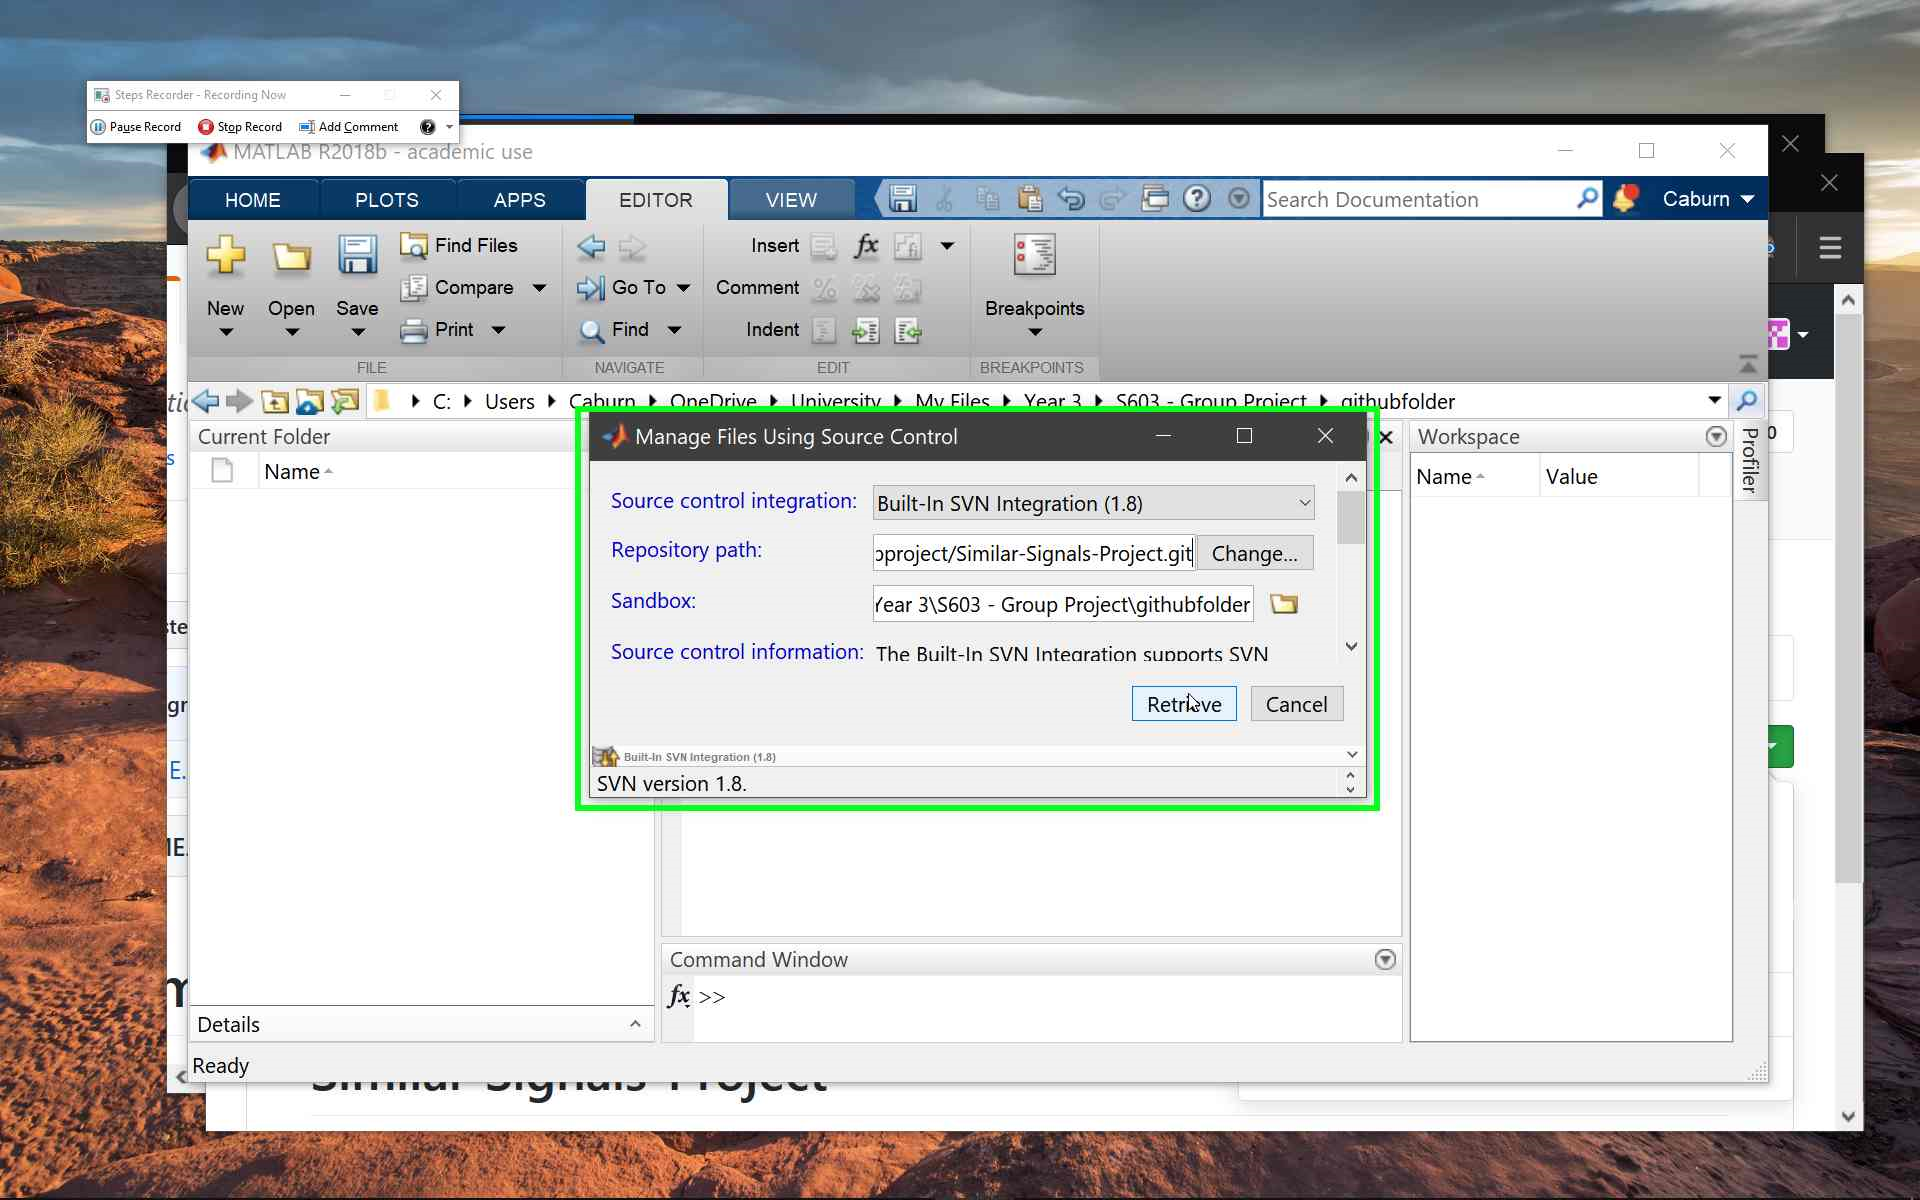 Steps Recorder - Recording Now
Pause Record Stop Record Add Comment
MATLAB R2018b - academic use
HOME PLOTS APPS EDITOR VIEW Search Documentation Caburn
New Open Save
Find Files
Compare
Print
FILE
Go To
Find
NAVIGATE
Insert fx
Comment
Indent
EDIT
Breakpoints
BREAKPOINTS
C: Users Caburn OneDrive University My Files Year 3 S603 - Group Project githubfolder
Current Folder
Name
Manage Files Using Source Control
Source control integration: Built-In SVN Integration (1.8)
Repository path: project/Similar-Signals-Project.git Change...
Sandbox: Year 3\S603 - Group Project\githubfolder
Source control information: The Built-In SVN Integration supports SVN
Retrieve Cancel
Built-In SVN Integration (1.8)
SVN version 1.8.
Workspace
Name Value
Profiler
Command Window
fx >>
Details
Ready
Similar-Signals-Project